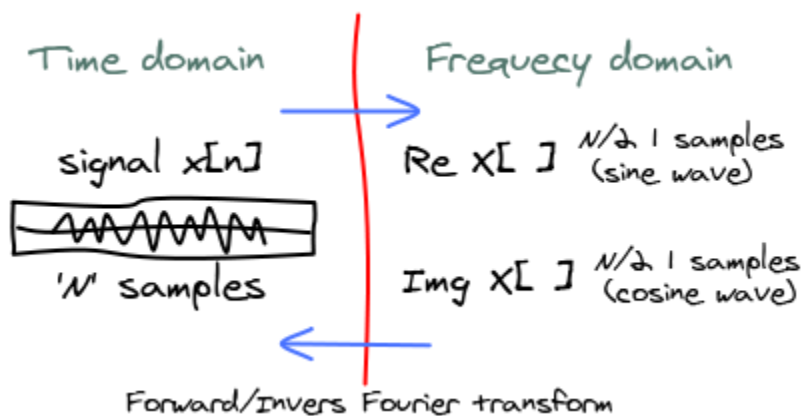 Time domain
Frequecy domain
signal x[n]
'N' samples
Re X[ ] N/2 1 samples
(sine wave)
Img X[ ] N/2 1 samples
(cosine wave)
Forward/Invers Fourier transform